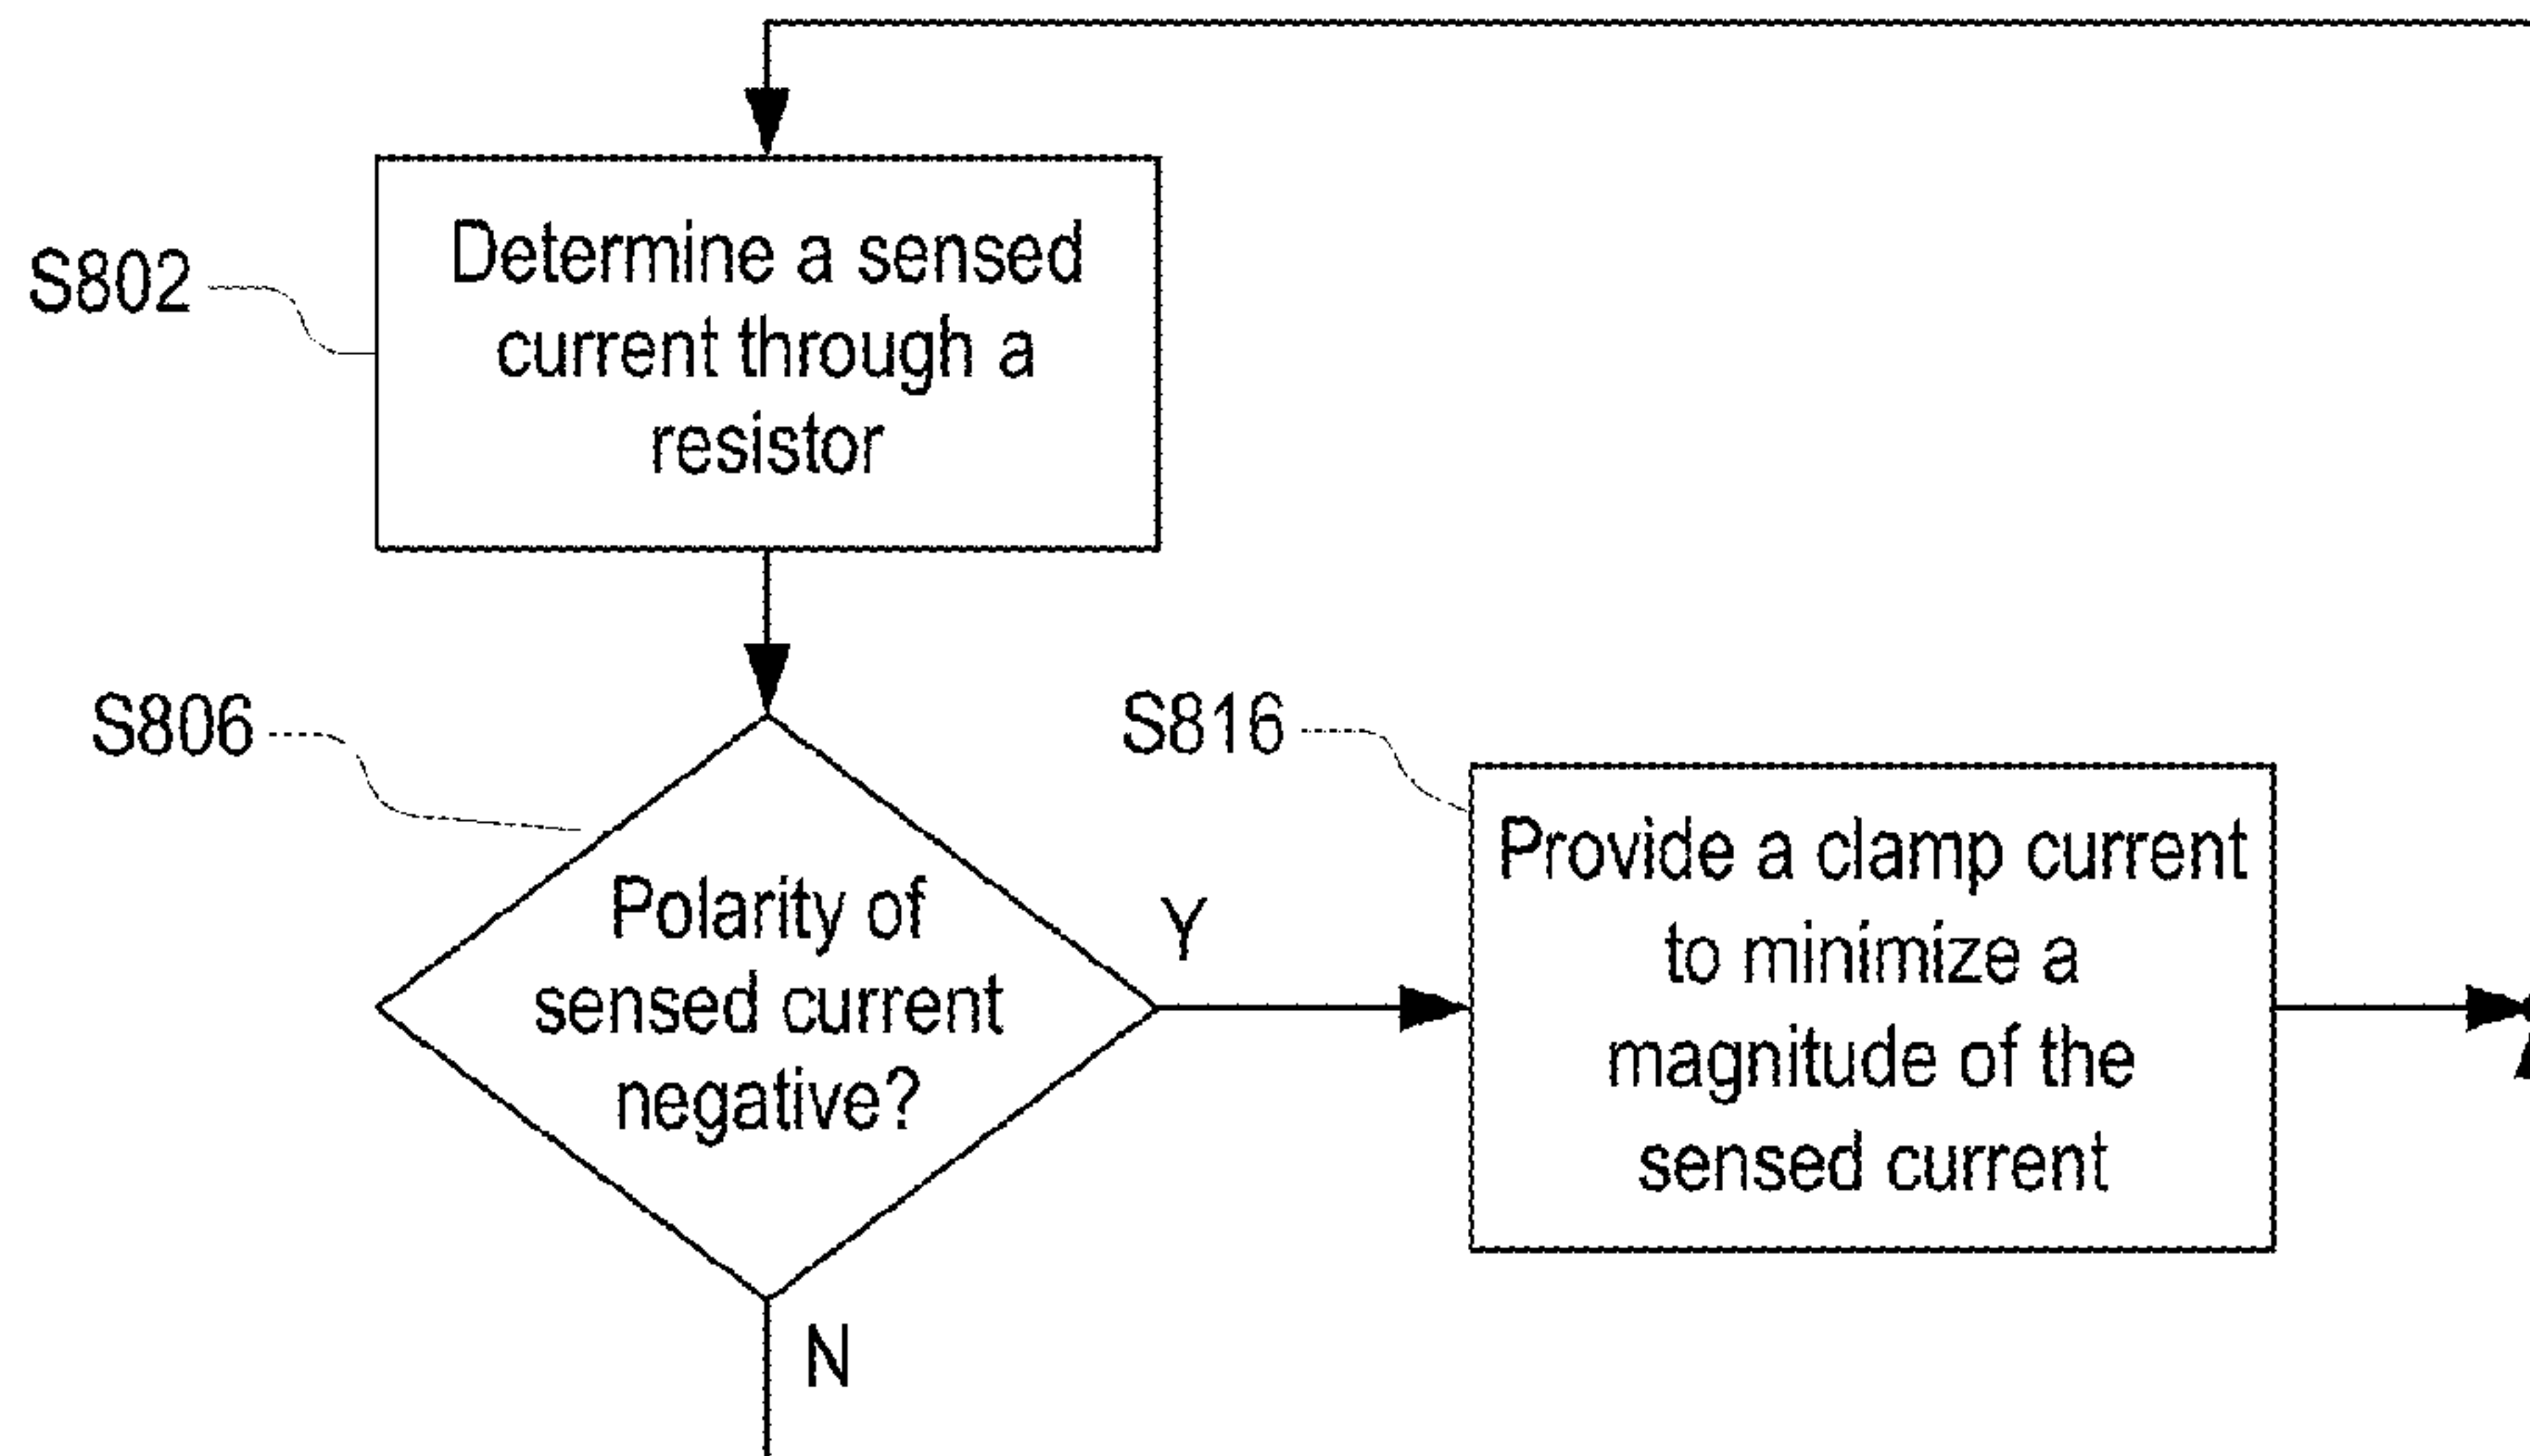 S802
Determine a sensed
current through a
resistor
S806
Polarity of
sensed current
negative?
Y
N
S816
Provide a clamp current
to minimize a
magnitude of the
sensed current